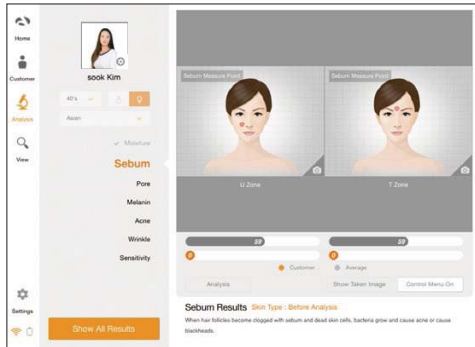 Home
Customer
Analysis
View
Settings
sook Kim
40's
Asian
Moisture
Sebum
Pore
Melanin
Acne
Wrinkle
Sensitivity
Show All Results
Sebum Measure Point
Sebum Measure Point
U Zone
T Zone
39
39
0
0
Customer
Average
Analysis
Show Taken Image
Control Menu On
Sebum Results Skin Type : Before Analysis
When hair follicles become clogged with sebum and dead skin cells, bacteria grow and cause acne or cause
blackheads.